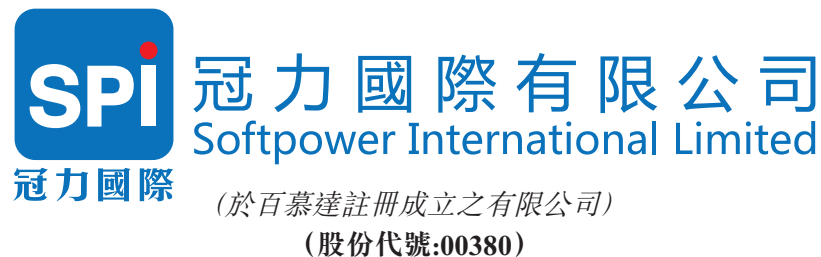 SPi
冠力國際
冠力國際有限公司
Softpower International Limited
(於百慕達註冊成立之有限公司)
(股份代號:00380)